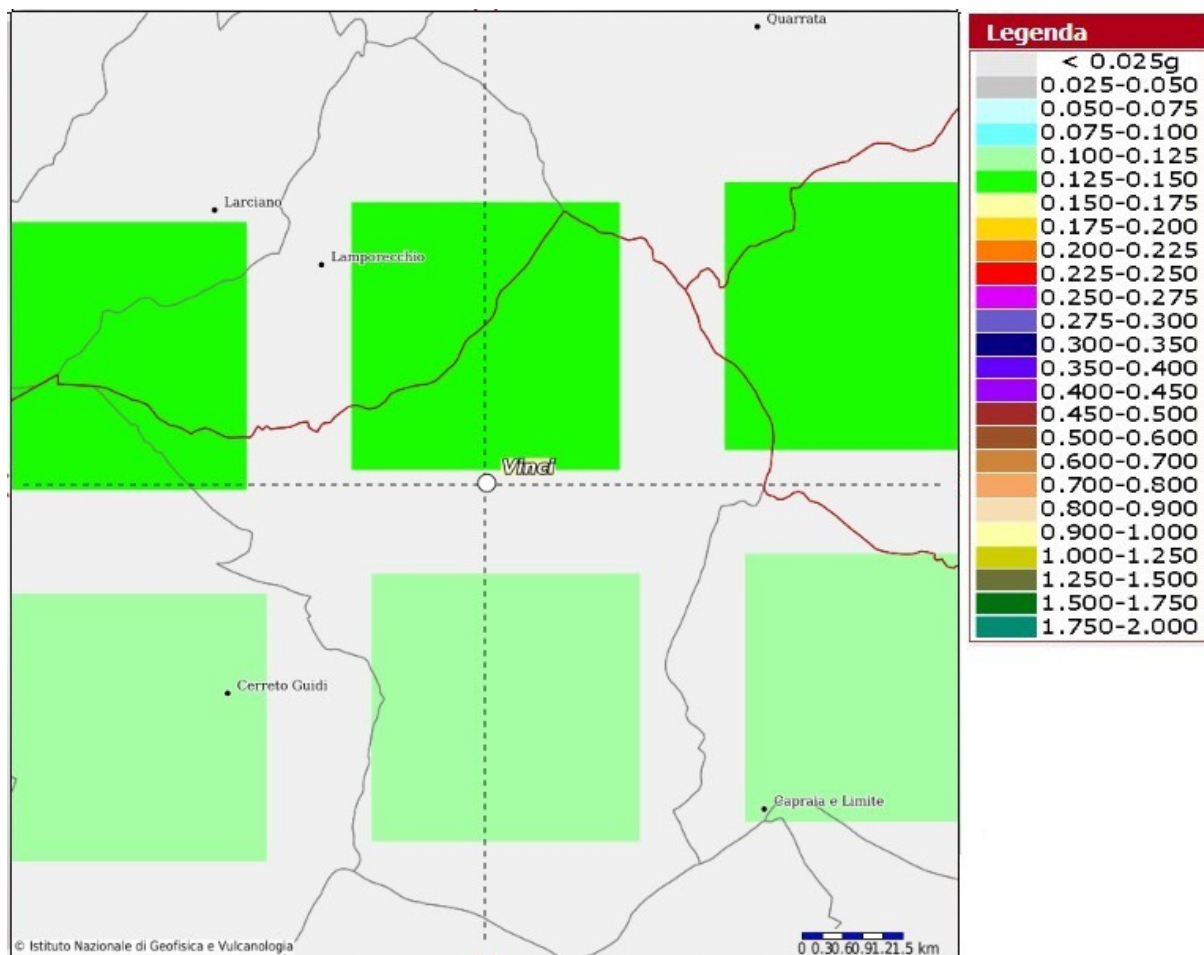 Quarrata
Larciano
Lamporecchio
Vinci
Cerreto Guidi
Capraia e Limite
© Istituto Nazionale di Geofisica e Vulcanologia
0 0.30.60.91.21.5 km
Legenda
< 0.025g
0.025-0.050
0.050-0.075
0.075-0.100
0.100-0.125
0.125-0.150
0.150-0.175
0.175-0.200
0.200-0.225
0.225-0.250
0.250-0.275
0.275-0.300
0.300-0.350
0.350-0.400
0.400-0.450
0.450-0.500
0.500-0.600
0.600-0.700
0.700-0.800
0.800-0.900
0.900-1.000
1.000-1.250
1.250-1.500
1.500-1.750
1.750-2.000